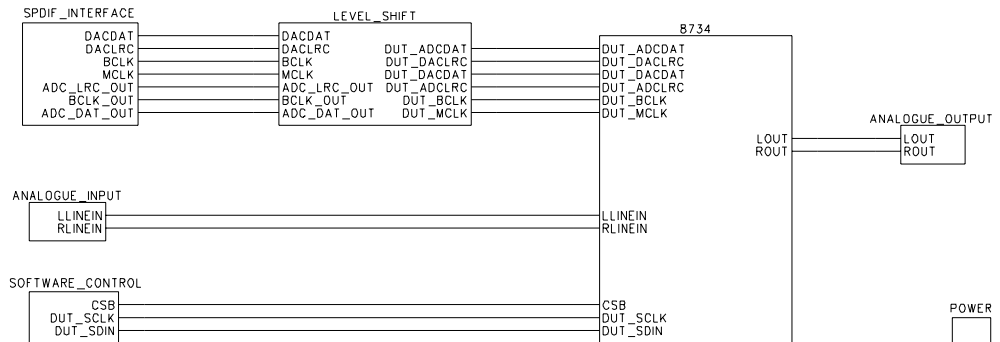 SPDIF_INTERFACE
DACDAT
DACLRC
BCLK
MCLK
ADC_LRC_OUT
BCLK_OUT
ADC_DAT_OUT
LEVEL_SHIFT
DACDAT
DACLRC
BCLK
MCLK
ADC_LRC_OUT
BCLK_OUT
ADC_DAT_OUT
DUT_ADCDAT
DUT_DACLRC
DUT_DACDAT
DUT_ADCLRC
DUT_BCLK
DUT_MCLK
8734
DUT_ADCDAT
DUT_DACLRC
DUT_DACDAT
DUT_ADCLRC
DUT_BCLK
DUT_MCLK
LOUT
ROUT
ANALOGUE_OUTPUT
LOUT
ROUT
ANALOGUE_INPUT
LLINEIN
RLINEIN
LLINEIN
RLINEIN
SOFTWARE_CONTROL
CSB
DUT_SCLK
DUT_SDIN
CSB
DUT_SCLK
DUT_SDIN
POWER